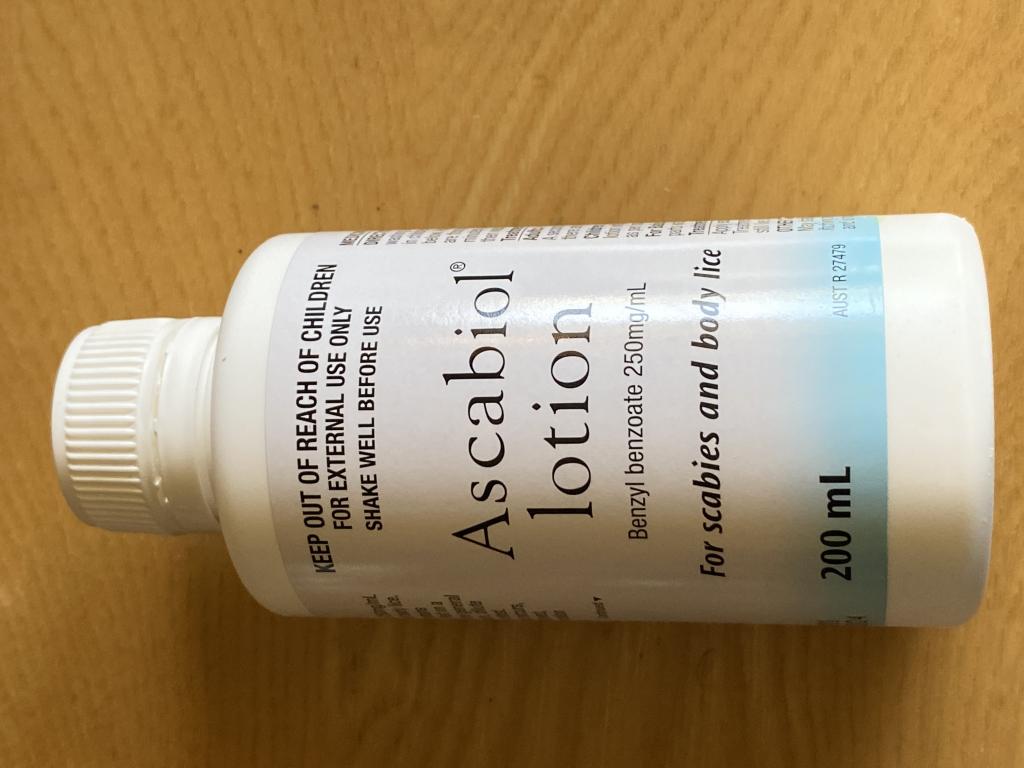 KEEP OUT OF REACH OF CHILDREN
FOR EXTERNAL USE ONLY
SHAKE WELL BEFORE USE
Ascabiol®
lotion
Benzyl benzoate 250mg/mL
For scabies and body lice
200 mL
AUST R 27479